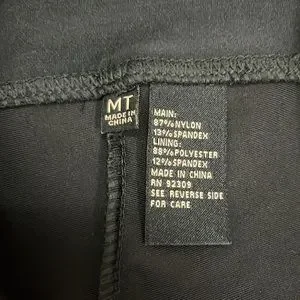 MT
MADE IN
CHINA
MAIN:
87%NYLON
13%SPANDEX
LINING:
88%POLYESTER
12%SPANDEX
MADE IN CHINA
RN 92309
SEE REVERSE SIDE
FOR CARE